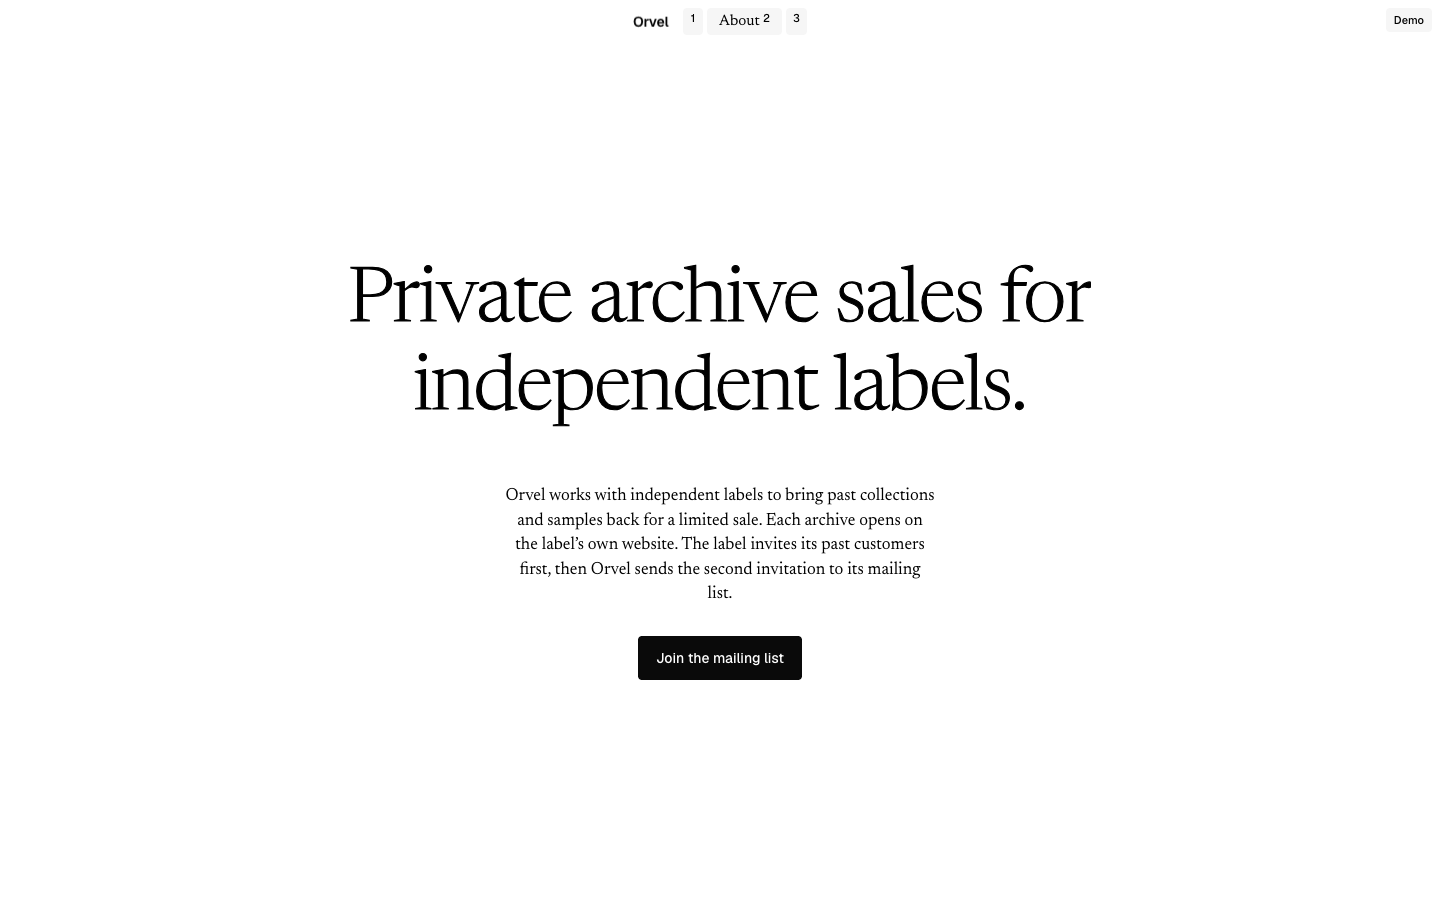 Orvel 1 About 2 3 Demo
Private archive sales for
independent labels.
Orvel works with independent labels to bring past collections
and samples back for a limited sale. Each archive opens on
the label’s own website. The label invites its past customers
first, then Orvel sends the second invitation to its mailing
list.
Join the mailing list